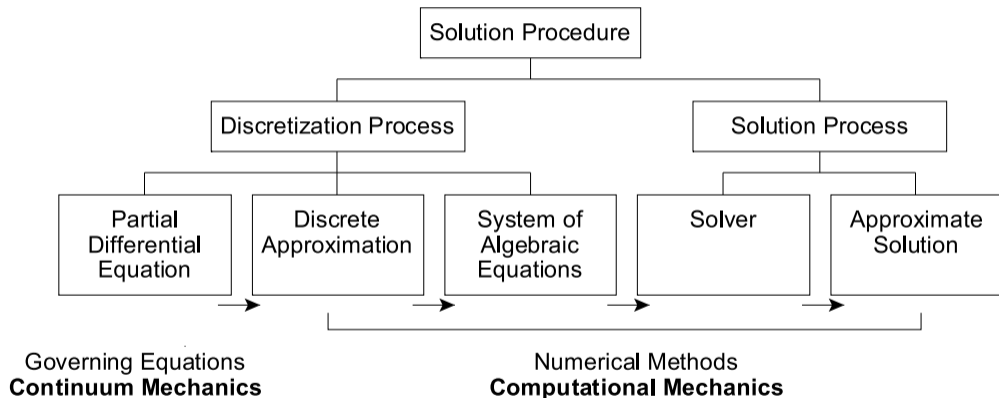 Solution Procedure
Discretization Process
Solution Process
Partial
Differential
Equation
Discrete
Approximation
System of
Algebraic
Equations
Solver
Approximate
Solution
Governing Equations
Continuum Mechanics
Numerical Methods
Computational Mechanics